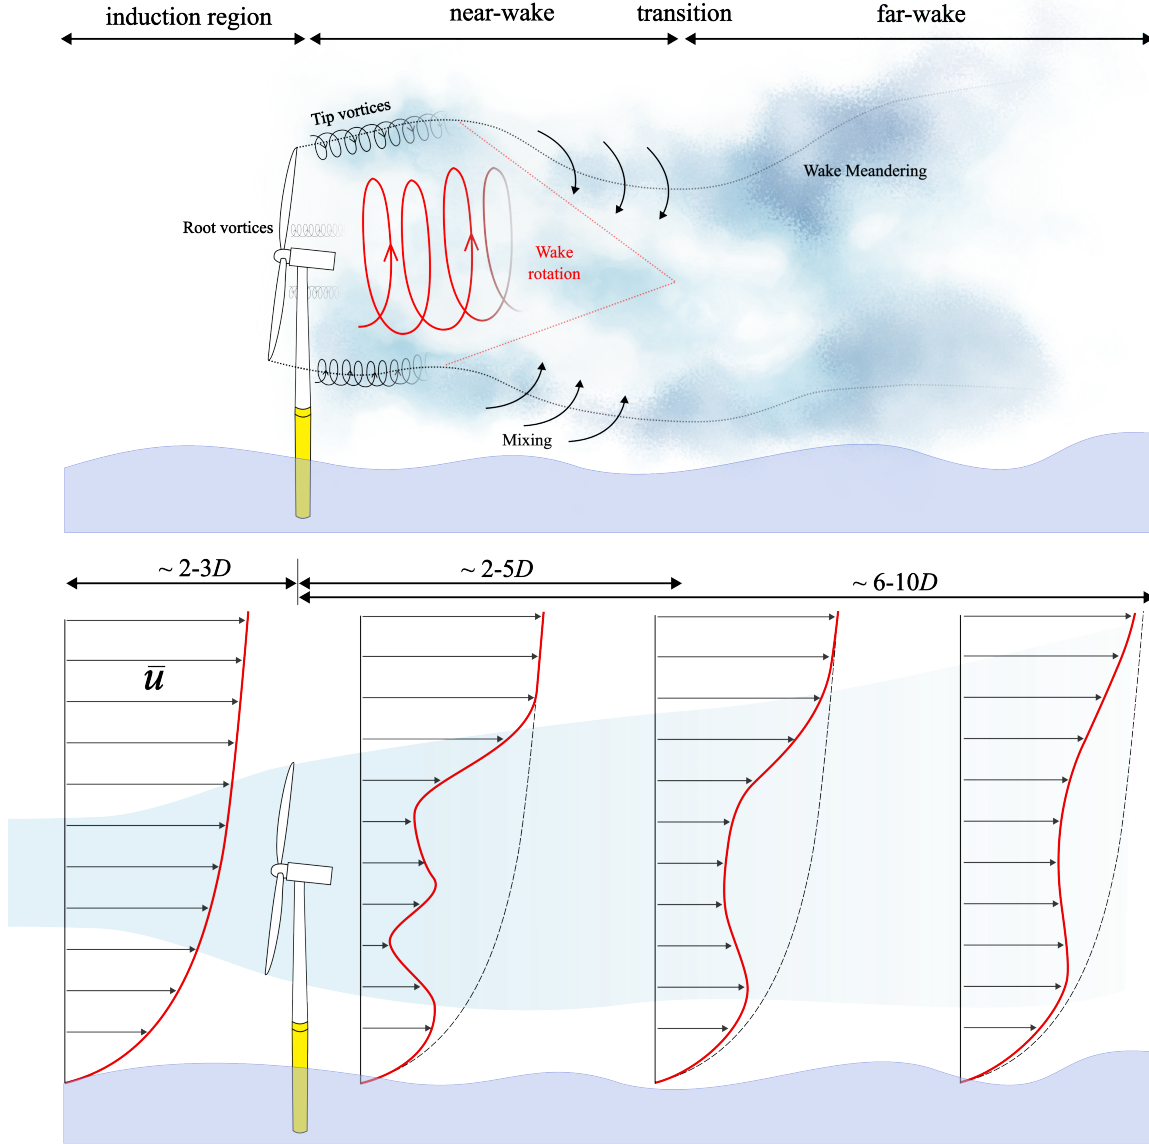 induction region
near-wake
transition
far-wake
Tip vortices
Wake Meandering
Root vortices
Wake
rotation
Mixing
~ 2-3D
~ 2-5D
~ 6-10D
u̅